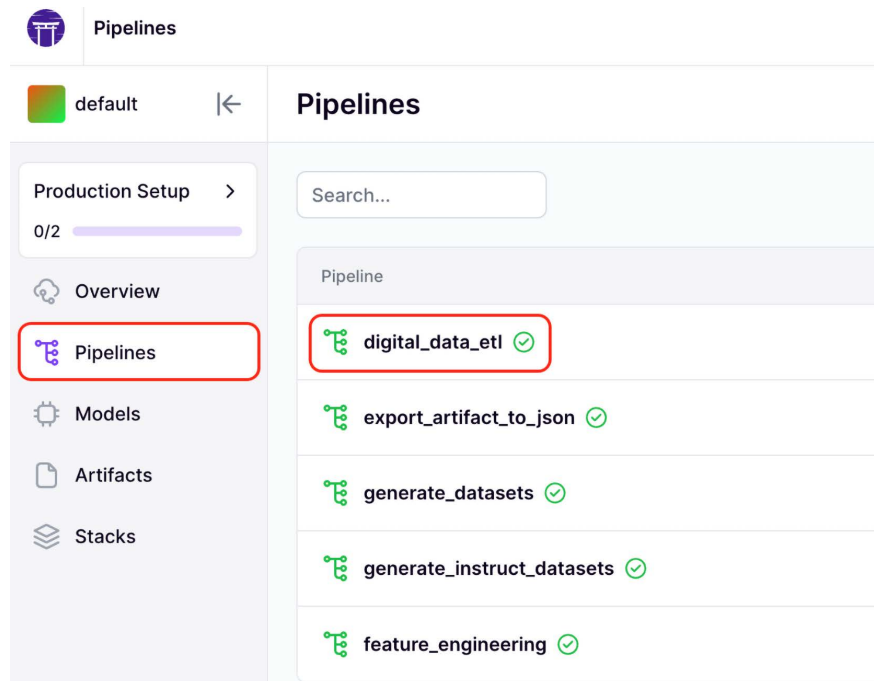 Pipelines
default
Pipelines
Production Setup
0/2
Overview
Pipelines
Models
Artifacts
Stacks
Search...
Pipeline
digital_data_etl
export_artifact_to_json
generate_datasets
generate_instruct_datasets
feature_engineering